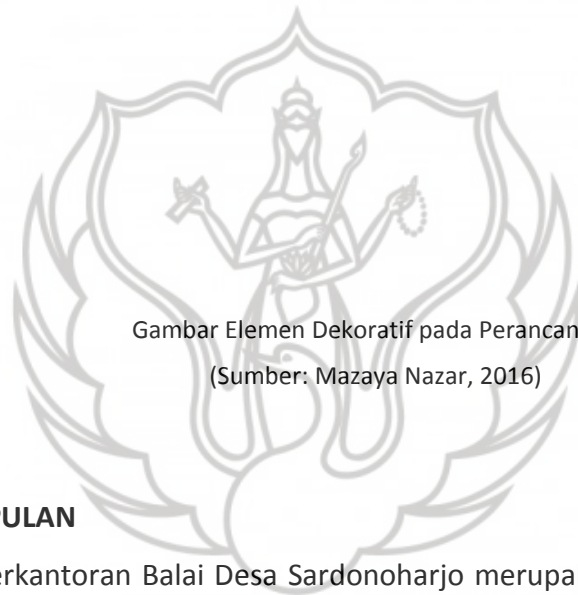 Gambar Elemen Dekoratif pada Perancan
(Sumber: Mazaya Nazar, 2016)
PULAN
erkantoran Balai Desa Sardonoharjo merupa